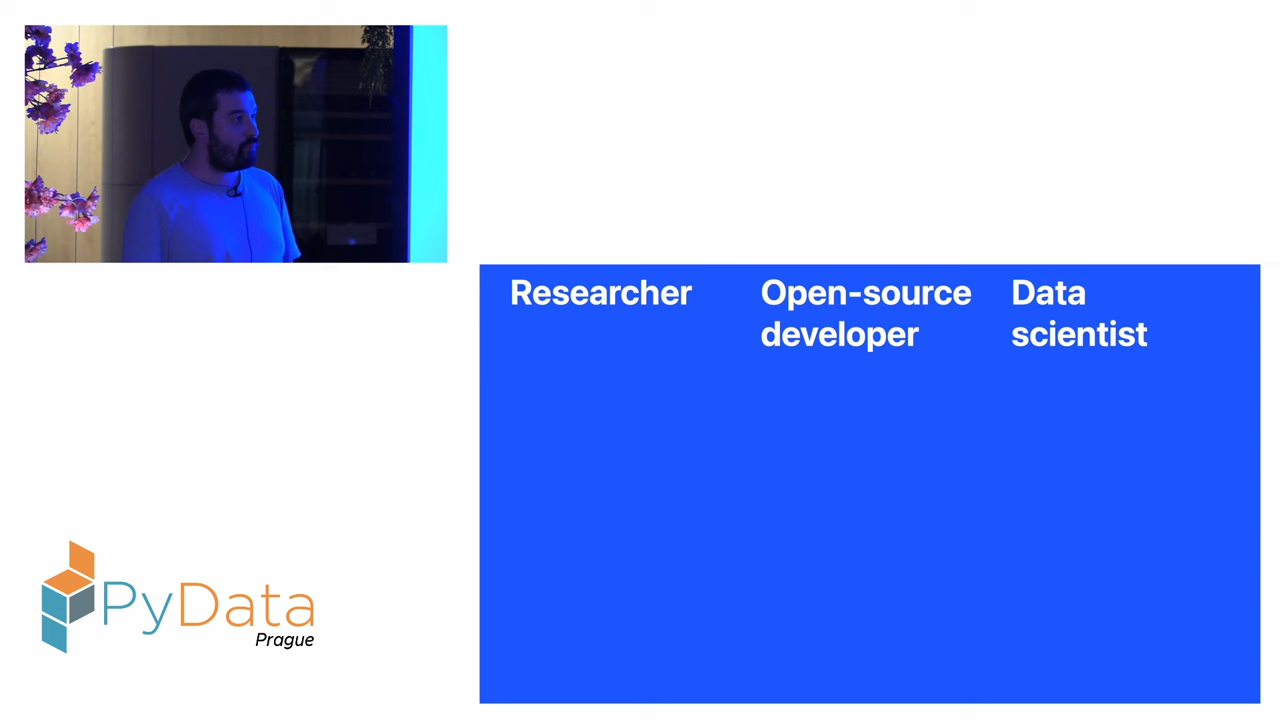 Researcher
Open-source
developer
Data
scientist
PyData
Prague